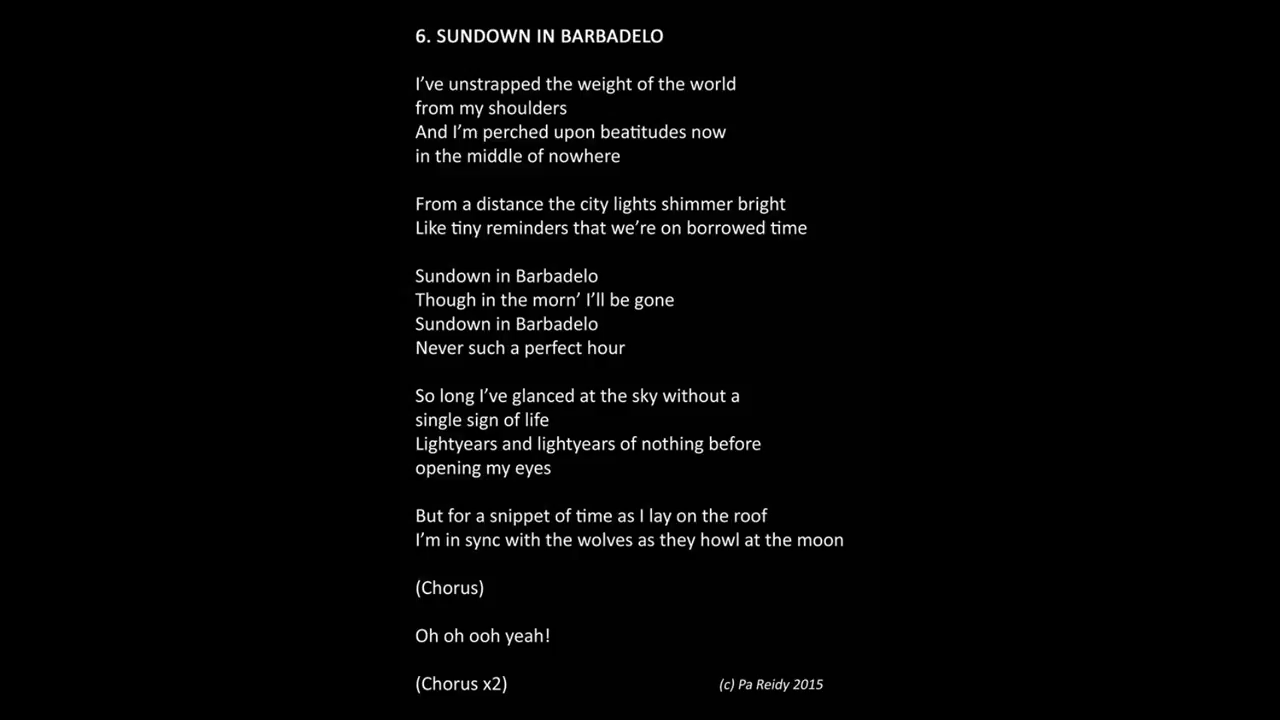 6. SUNDOWN IN BARBADELO
I’ve unstrapped the weight of the world
from my shoulders
And I’m perched upon beatitudes now
in the middle of nowhere
From a distance the city lights shimmer bright
Like tiny reminders that we’re on borrowed time
Sundown in Barbadelo
Though in the morn’ I’ll be gone
Sundown in Barbadelo
Never such a perfect hour
So long I’ve glanced at the sky without a
single sign of life
Lightyears and lightyears of nothing before
opening my eyes
But for a snippet of time as I lay on the roof
I’m in sync with the wolves as they howl at the moon
(Chorus)
Oh oh ooh yeah!
(Chorus x2)
(c) Pa Reidy 2015